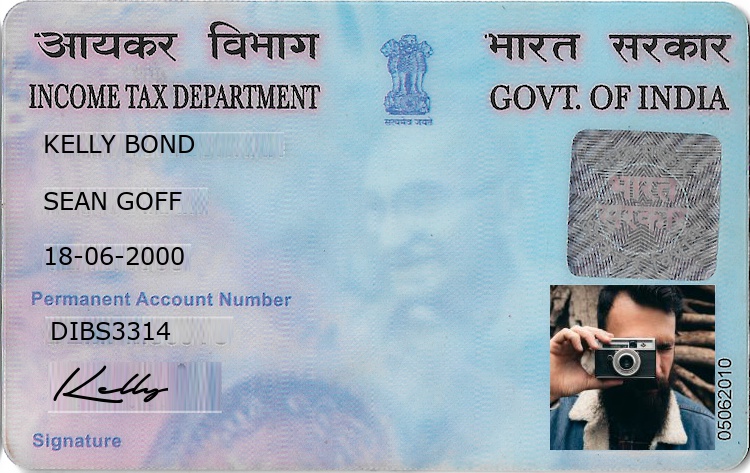 आयकर विभाग भारत सरकार
INCOME TAX DEPARTMENT GOVT. OF INDIA
सत्यमेव जयते
KELLY BOND
SEAN GOFF
भारत
सरकार
18-06-2000
Permanent Account Number
DIBS3314
Kelly
Signature
05062010